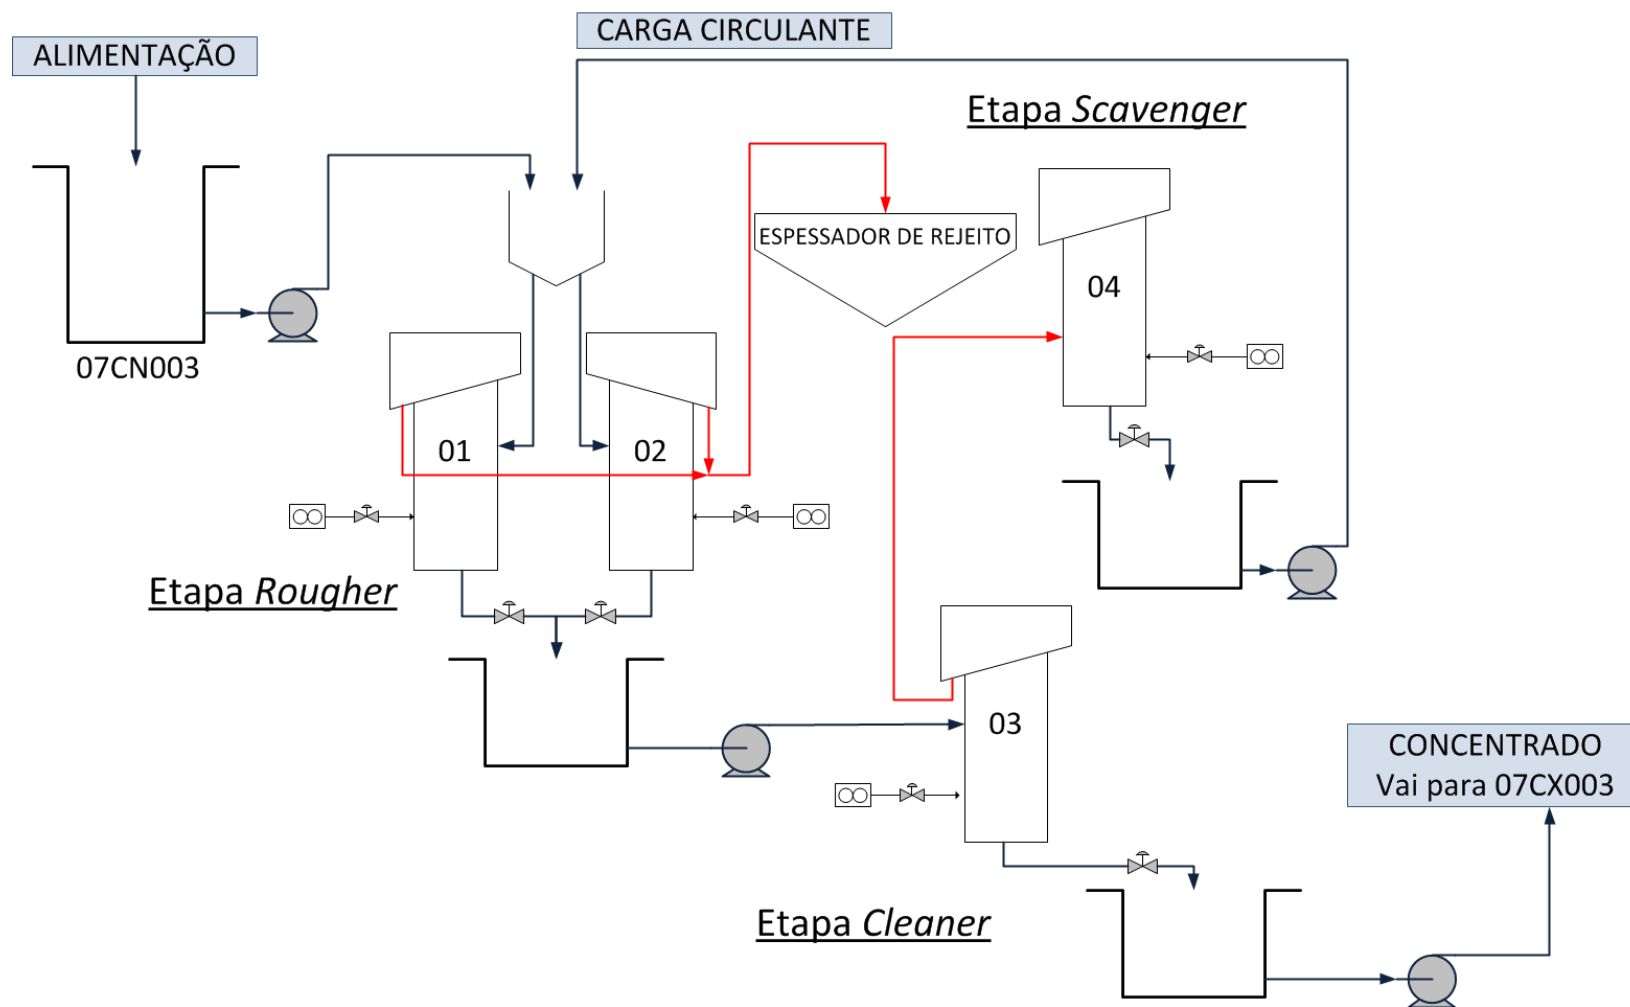 CARGA CIRCULANTE
ALIMENTAÇÃO
Etapa Scavenger
ESPESSADOR DE REJEITO
04
07CN003
01
02
Etapa Rougher
03
CONCENTRADO
Vai para 07CX003
Etapa Cleaner